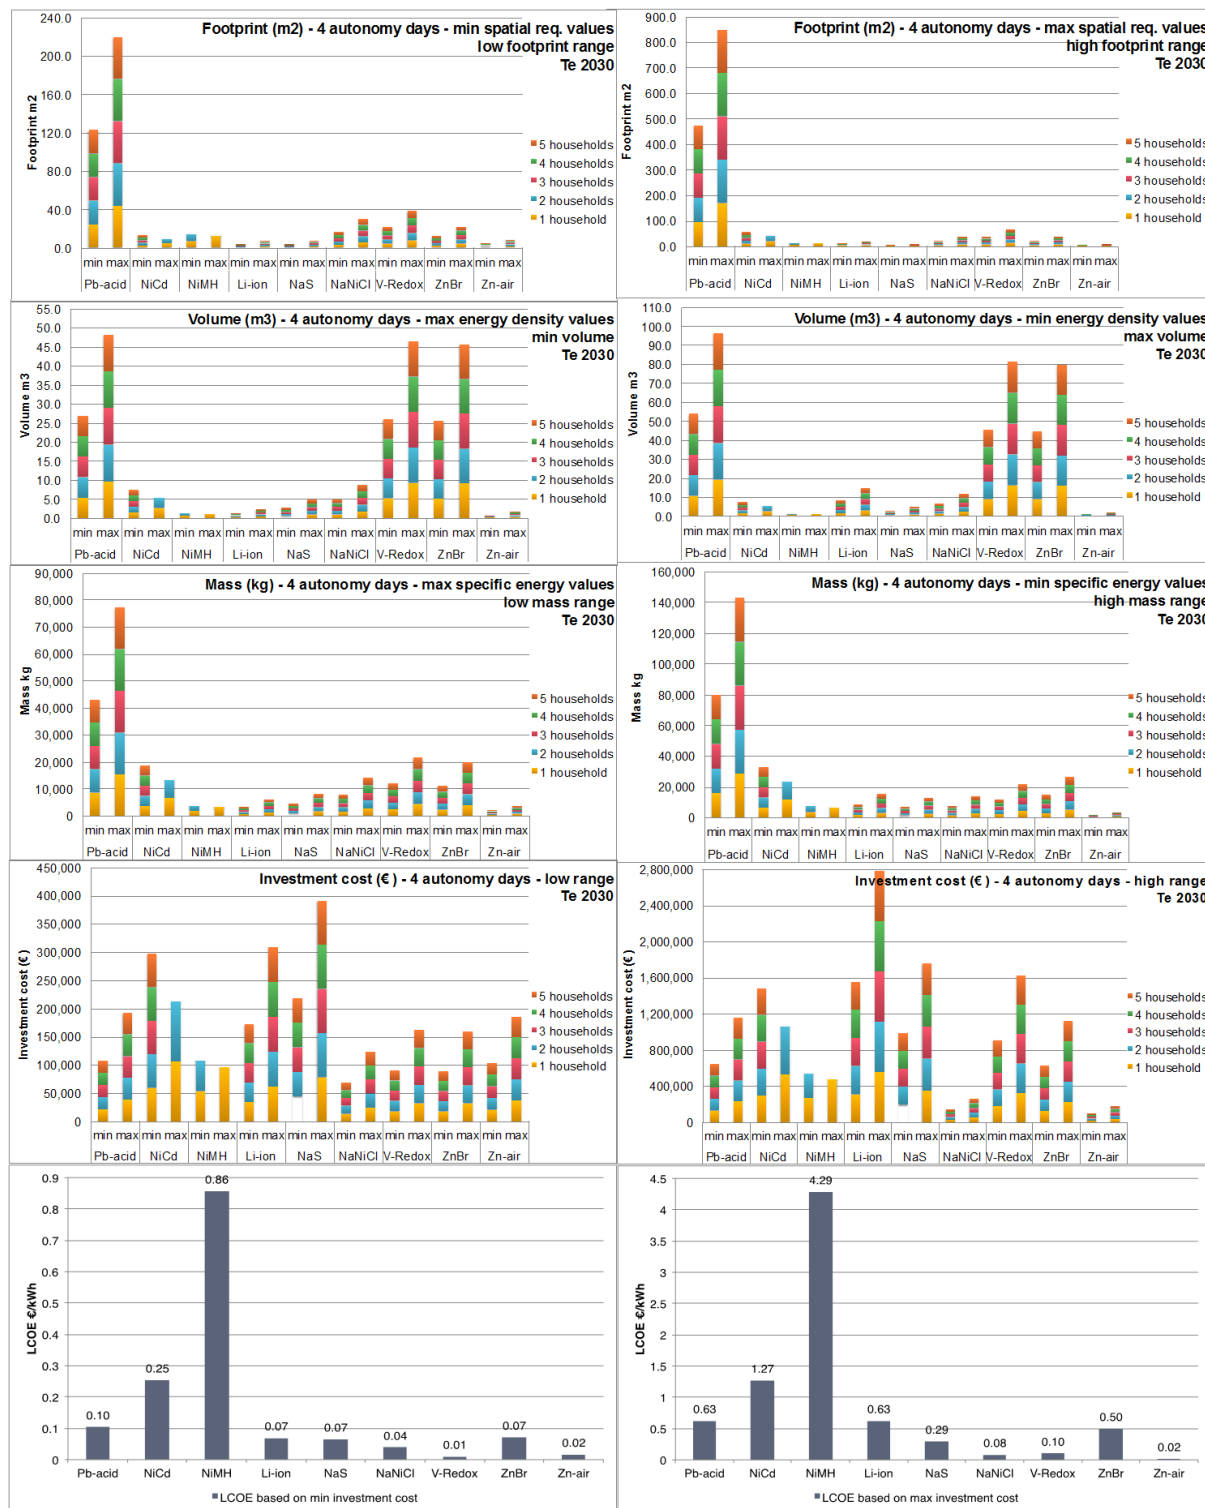 Footprint (m2) - 4 autonomy days - min spatial req. values
low footprint range
Te 2030
Footprint m2
240.0
200.0
160.0
120.0
80.0
40.0
0.0
5 households
4 households
3 households
2 households
1 household
min max min max min max min max min max min max min max min max min max
Pb-acid NiCd NiMH Li-ion NaS NaNiCl V-Redox ZnBr Zn-air
Footprint (m2) - 4 autonomy days - max spatial req. values
high footprint range
Te 2030
Footprint m2
900.0
800.0
700.0
600.0
500.0
400.0
300.0
200.0
100.0
0.0
5 households
4 households
3 households
2 households
1 household
min max min max min max min max min max min max min max min max min max
Pb-acid NiCd NiMH Li-ion NaS NaNiCl V-Redox ZnBr Zn-air
Volume (m3) - 4 autonomy days - max energy density values
min volume
Te 2030
Volume m3
55.0
50.0
45.0
40.0
35.0
30.0
25.0
20.0
15.0
10.0
5.0
0.0
5 households
4 households
3 households
2 households
1 household
min max min max min max min max min max min max min max min max min max
Pb-acid NiCd NiMH Li-ion NaS NaNiCl V-Redox ZnBr Zn-air
Volume (m3) - 4 autonomy days - min energy density values
max volume
Te 2030
Volume m3
110.0
100.0
90.0
80.0
70.0
60.0
50.0
40.0
30.0
20.0
10.0
0.0
5 households
4 households
3 households
2 households
1 household
min max min max min max min max min max min max min max min max min max
Pb-acid NiCd NiMH Li-ion NaS NaNiCl V-Redox ZnBr Zn-air
Mass (kg) - 4 autonomy days - max specific energy values
low mass range
Te 2030
Mass kg
90,000
80,000
70,000
60,000
50,000
40,000
30,000
20,000
10,000
0
5 households
4 households
3 households
2 households
1 household
min max min max min max min max min max min max min max min max min max
Pb-acid NiCd NiMH Li-ion NaS NaNiCl V-Redox ZnBr Zn-air
Mass (kg) - 4 autonomy days - min specific energy values
high mass range
Te 2030
Mass kg
160,000
140,000
120,000
100,000
80,000
60,000
40,000
20,000
0
5 households
4 households
3 households
2 households
1 household
min max min max min max min max min max min max min max min max min max
Pb-acid NiCd NiMH Li-ion NaS NaNiCl V-Redox ZnBr Zn-air
Investment cost (€ ) - 4 autonomy days - low range
Te 2030
Investment cost (€ )
450,000
400,000
350,000
300,000
250,000
200,000
150,000
100,000
50,000
0
5 households
4 households
3 households
2 households
1 household
min max min max min max min max min max min max min max min max min max
Pb-acid NiCd NiMH Li-ion NaS NaNiCl V-Redox ZnBr Zn-air
Investment cost (€ ) - 4 autonomy days - high range
Te 2030
Investment cost (€ )
2,800,000
2,400,000
2,000,000
1,600,000
1,200,000
800,000
400,000
0
5 households
4 households
3 households
2 households
1 household
min max min max min max min max min max min max min max min max min max
Pb-acid NiCd NiMH Li-ion NaS NaNiCl V-Redox ZnBr Zn-air
LCOE €/kWh
0.9
0.8
0.7
0.6
0.5
0.4
0.3
0.2
0.1
0
0.10 0.25 0.86 0.07 0.07 0.04 0.01 0.07 0.02
Pb-acid NiCd NiMH Li-ion NaS NaNiCl V-Redox ZnBr Zn-air
LCOE based on min investment cost
LCOE €/kWh
4.5
4
3.5
3
2.5
2
1.5
1
0.5
0
0.63 1.27 4.29 0.63 0.29 0.08 0.10 0.50 0.02
Pb-acid NiCd NiMH Li-ion NaS NaNiCl V-Redox ZnBr Zn-air
LCOE based on max investment cost